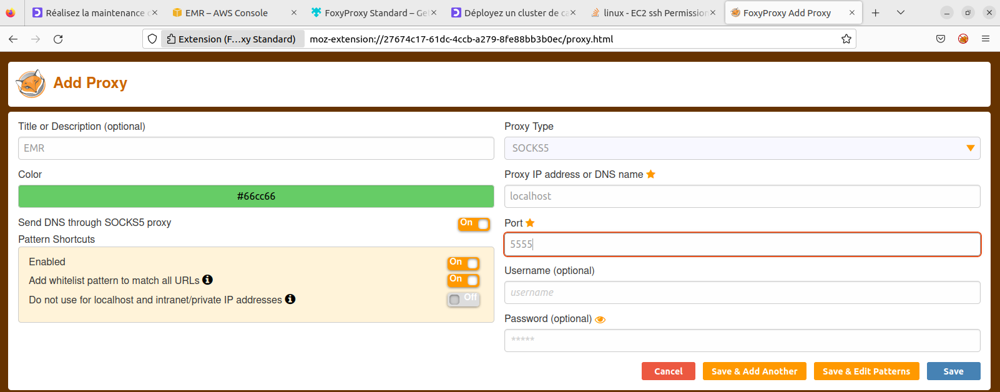 Réalisez la maintenance
EMR – AWS Console
FoxyProxy Standard – Ge
Déployez un cluster de ca
linux - EC2 ssh Permission
FoxyProxy Add Proxy
Extension (F...xy Standard)
moz-extension://27674c17-61dc-4ccb-a279-8fe88bb3b0ec/proxy.html
Add Proxy
Title or Description (optional)
EMR
Color
#66cc66
Send DNS through SOCKS5 proxy
On
Pattern Shortcuts
Enabled
On
Add whitelist pattern to match all URLs
On
Do not use for localhost and intranet/private IP addresses
Off
Proxy Type
SOCKS5
Proxy IP address or DNS name
localhost
Port
5555
Username (optional)
username
Password (optional)
*****
Cancel
Save & Add Another
Save & Edit Patterns
Save